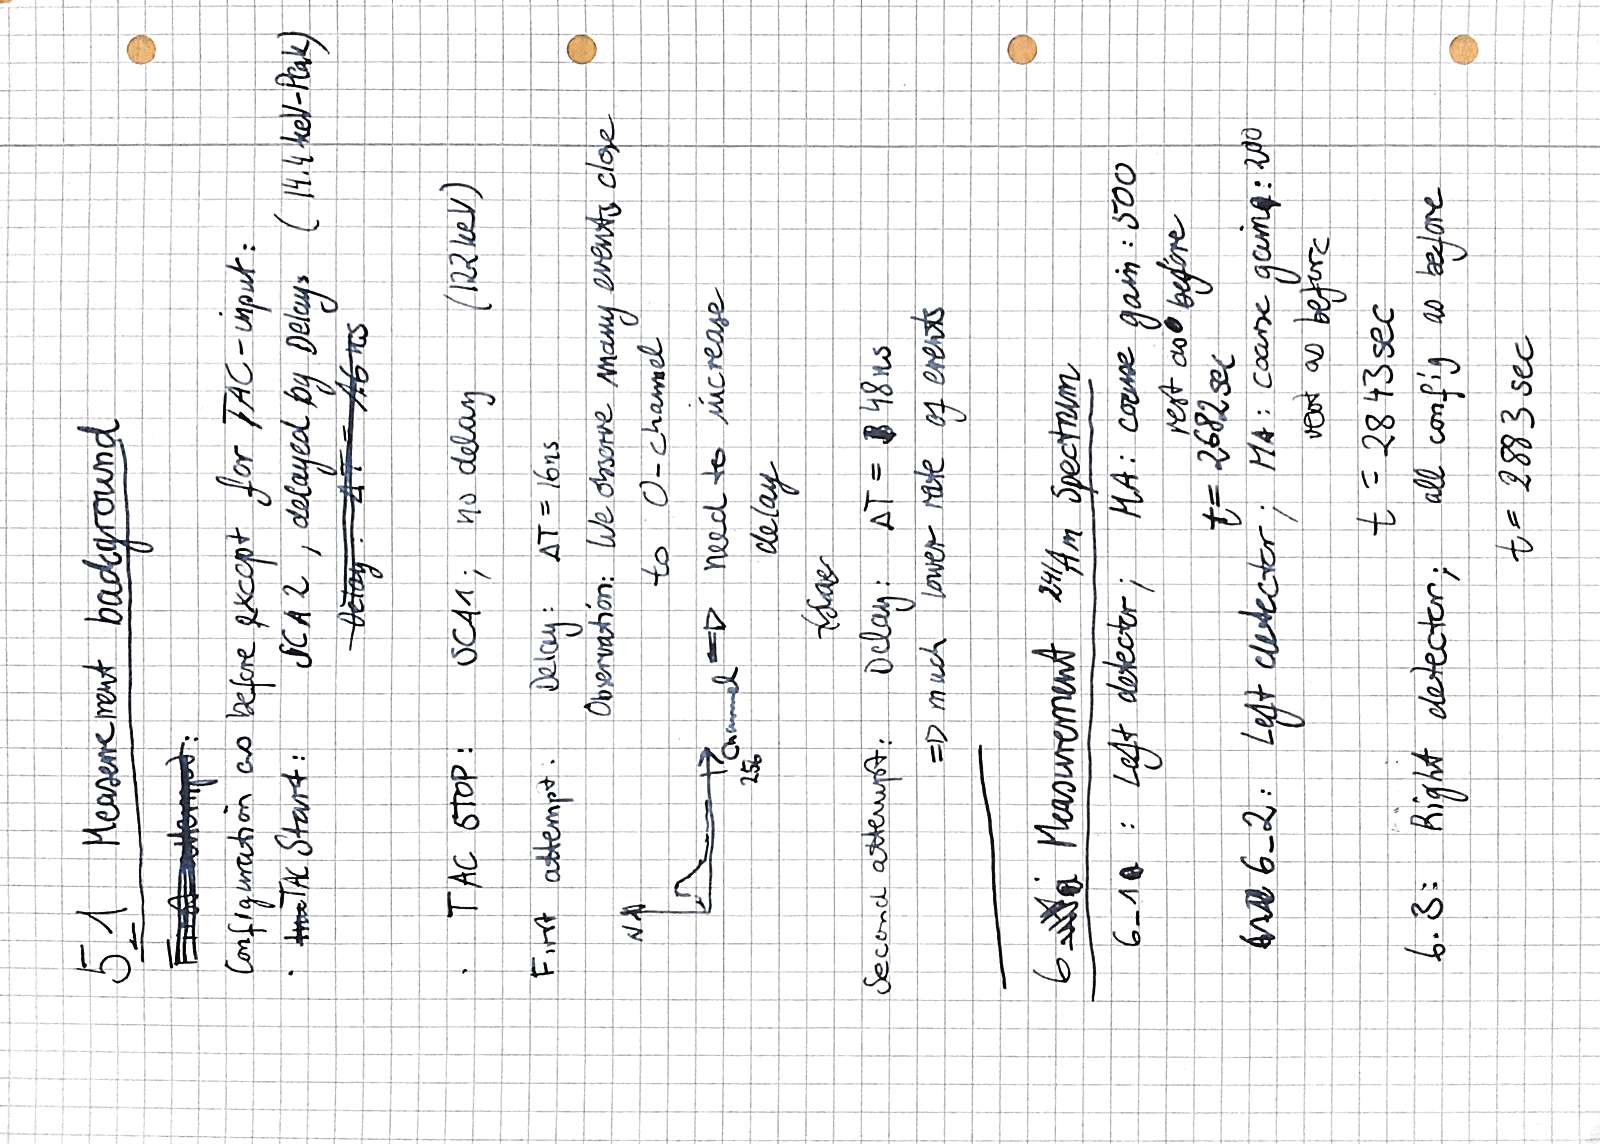 5.1 Measurement background
Configuration as before except for TAC-input:
· TAC Start: SCA 2, delayed by Delays (14.4 keV-Peak)
Delay: ΔT = 16 ns
· TAC STOP: SCA1; no delay (122 keV)
First attempt: Delay: ΔT = 16ns
Observation: We observe many events close
to 0-channel
N
Channel
256
=> need to increase
delay
Second attempt: Delay: ΔT = 48 ns
=> much lower rate of events
6 Measurement ²⁴¹Am Spectrum
6_1 : Left detector; MA: coarse gain: 500
rest as before
t = 2682 sec
6_2: Left detector; MA: coarse gaing: 200
rest as before
t = 2843 sec
6.3: Right detector; all config as before
t = 2883 sec